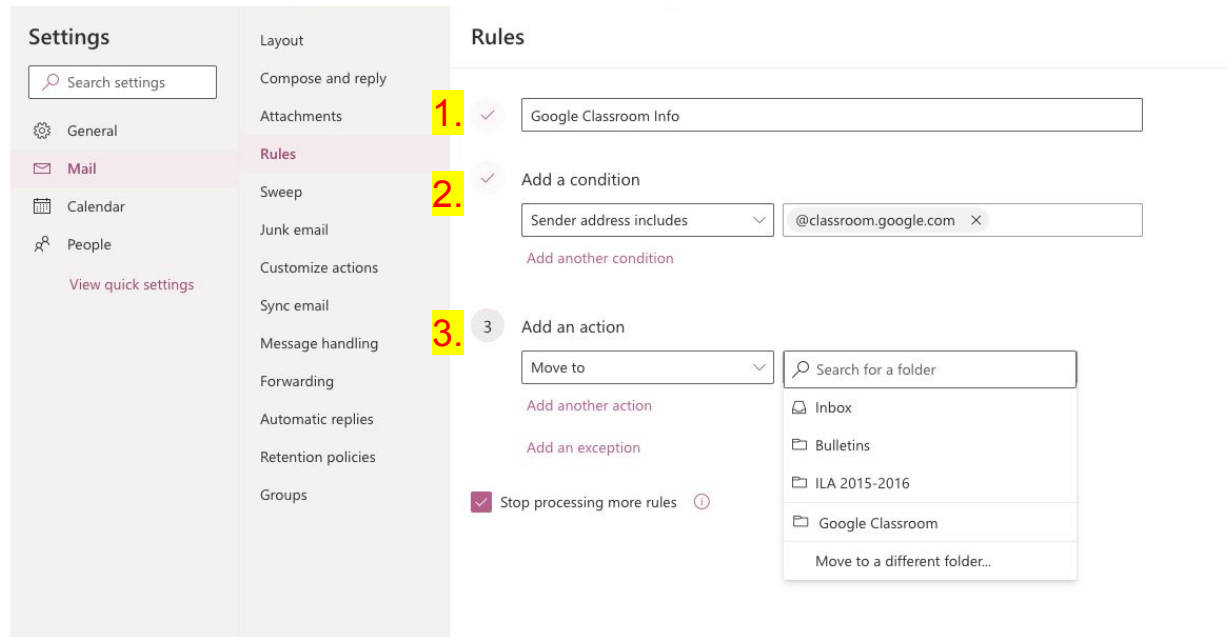 Settings
Search settings
General
Mail
Calendar
People
View quick settings
Layout
Compose and reply
Attachments
Rules
Sweep
Junk email
Customize actions
Sync email
Message handling
Forwarding
Automatic replies
Retention policies
Groups
Rules
1. Google Classroom Info
2. Add a condition
Sender address includes @classroom.google.com
Add another condition
3. 3 Add an action
Move to Search for a folder
Inbox
Bulletins
ILA 2015-2016
Google Classroom
Move to a different folder...
Add another action
Add an exception
Stop processing more rules